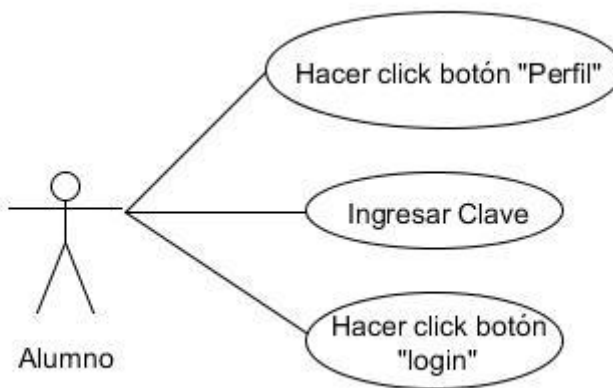 Hacer click botón "Perfil"
Ingresar Clave
Hacer click botón
"login"
Alumno